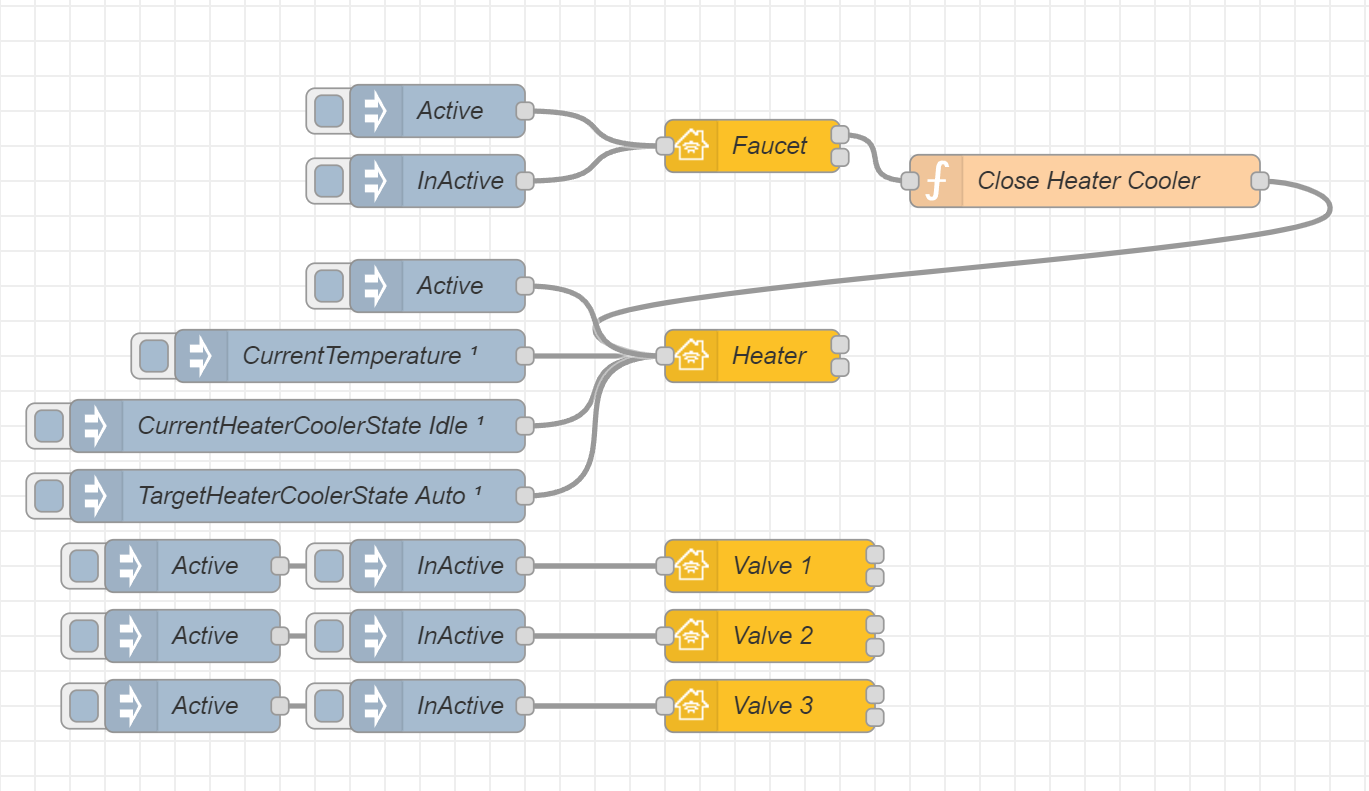 Active
Faucet
InActive
Close Heater Cooler
Active
CurrentTemperature ¹
Heater
CurrentHeaterCoolerState Idle ¹
TargetHeaterCoolerState Auto ¹
Active
InActive
Valve 1
Active
InActive
Valve 2
Active
InActive
Valve 3